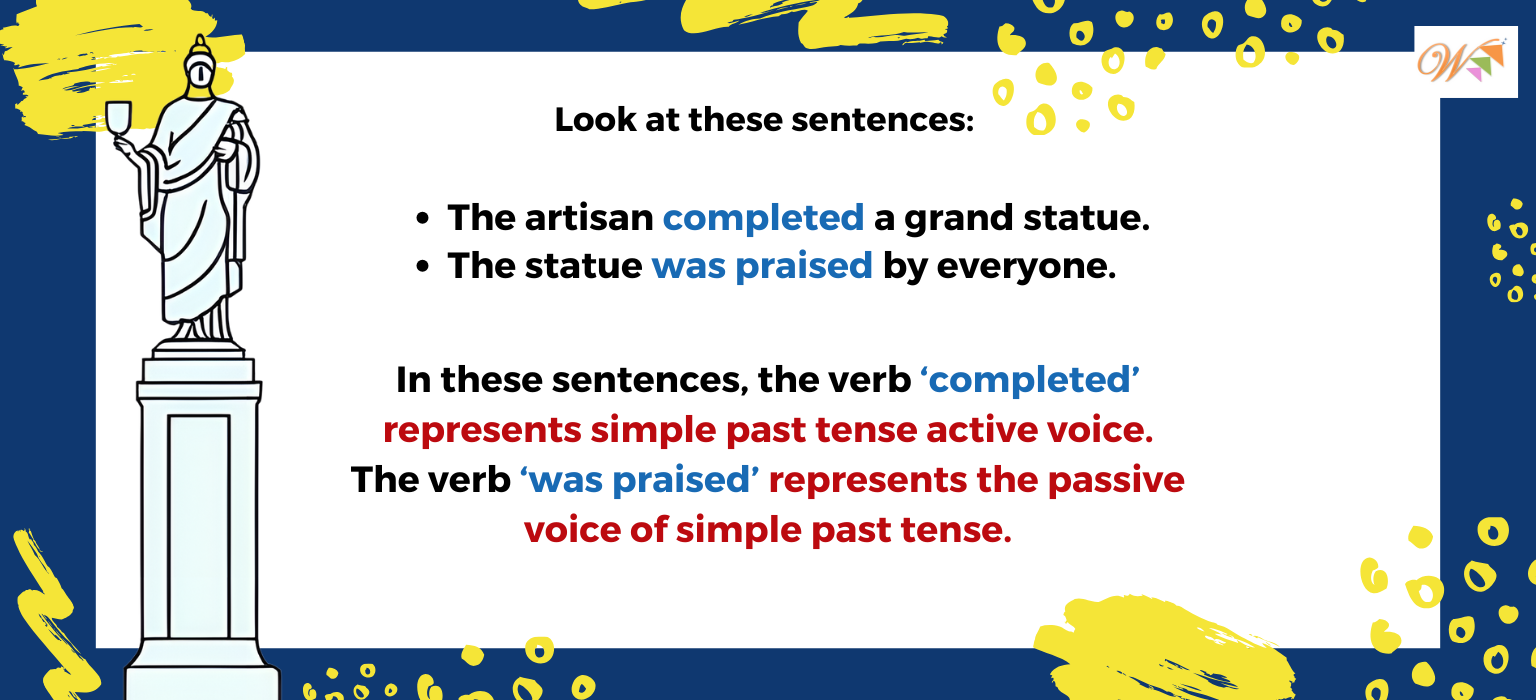 Look at these sentences:
• The artisan completed a grand statue.
• The statue was praised by everyone.
In these sentences, the verb ‘completed’
represents simple past tense active voice.
The verb ‘was praised’ represents the passive
voice of simple past tense.
W